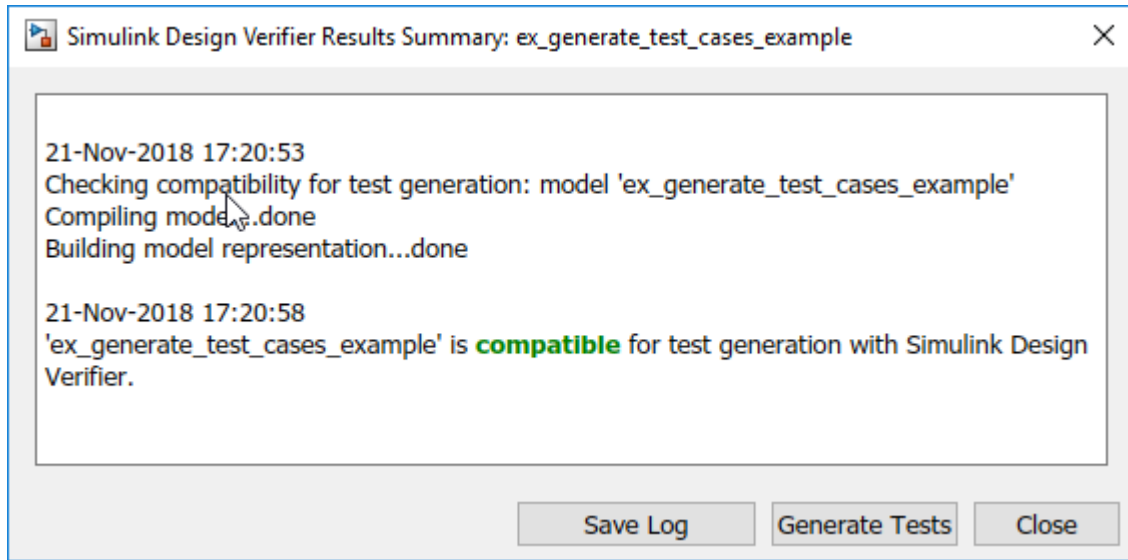 Simulink Design Verifier Results Summary: ex_generate_test_cases_example
21-Nov-2018 17:20:53
Checking compatibility for test generation: model 'ex_generate_test_cases_example'
Compiling model...done
Building model representation...done
21-Nov-2018 17:20:58
'ex_generate_test_cases_example' is compatible for test generation with Simulink Design
Verifier.
Save Log
Generate Tests
Close